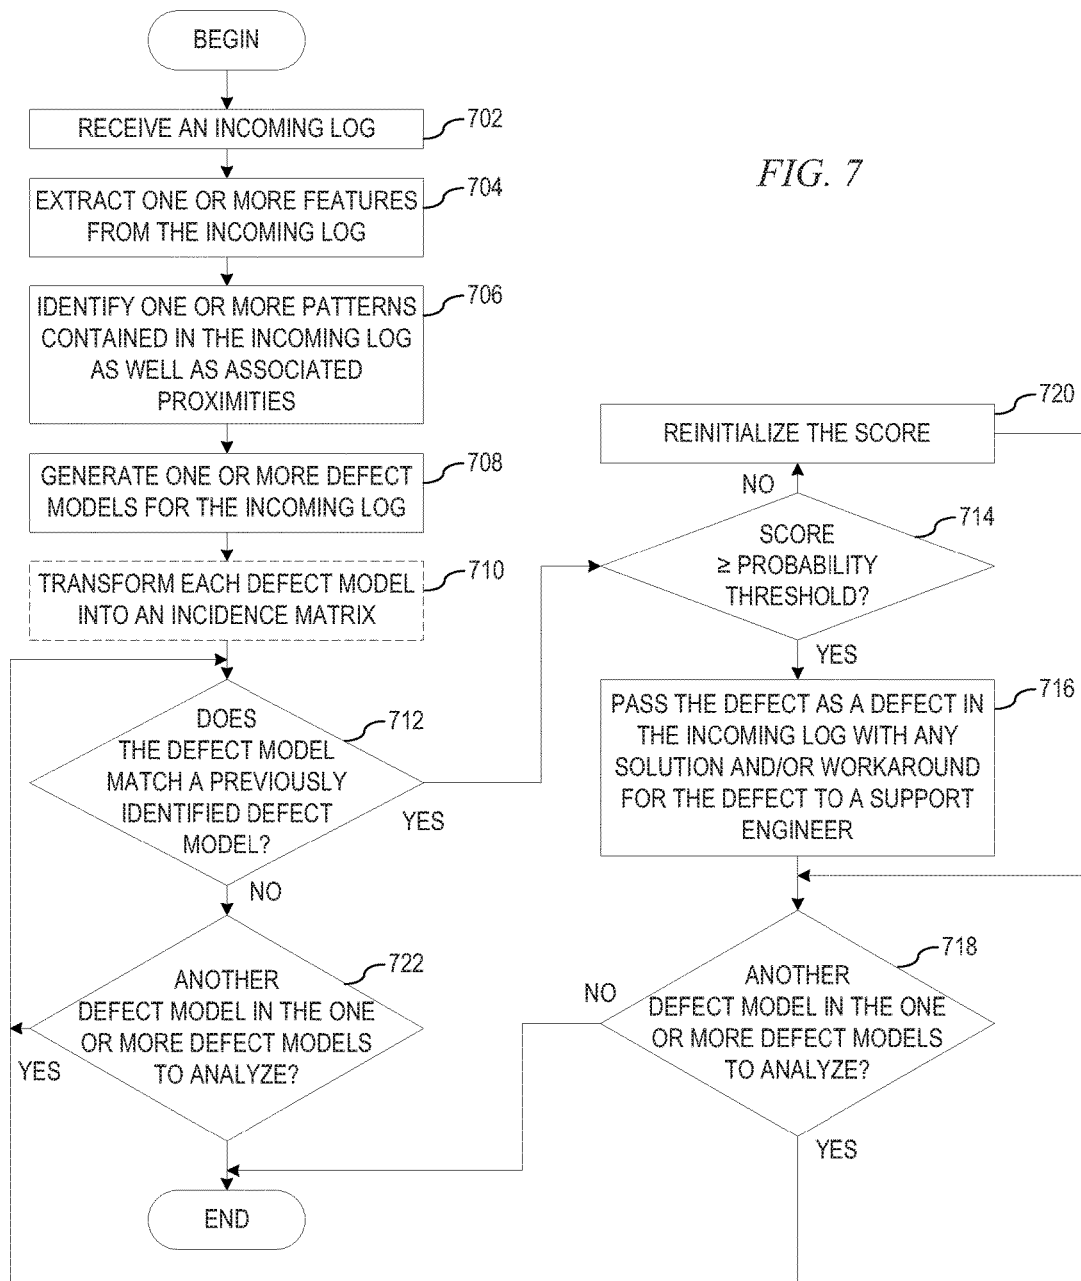 BEGIN
RECEIVE AN INCOMING LOG
702
FIG. 7
EXTRACT ONE OR MORE FEATURES
FROM THE INCOMING LOG
704
IDENTIFY ONE OR MORE PATTERNS
CONTAINED IN THE INCOMING LOG
AS WELL AS ASSOCIATED
PROXIMITIES
706
GENERATE ONE OR MORE DEFECT
MODELS FOR THE INCOMING LOG
708
TRANSFORM EACH DEFECT MODEL
INTO AN INCIDENCE MATRIX
710
DOES
THE DEFECT MODEL
MATCH A PREVIOUSLY
IDENTIFIED DEFECT
MODEL?
712
YES
NO
ANOTHER
DEFECT MODEL IN THE ONE
OR MORE DEFECT MODELS
TO ANALYZE?
722
YES
END
REINITIALIZE THE SCORE
720
NO
SCORE
≥ PROBABILITY
THRESHOLD?
714
YES
PASS THE DEFECT AS A DEFECT IN
THE INCOMING LOG WITH ANY
SOLUTION AND/OR WORKAROUND
FOR THE DEFECT TO A SUPPORT
ENGINEER
716
ANOTHER
DEFECT MODEL IN THE ONE
OR MORE DEFECT MODELS
TO ANALYZE?
718
NO
YES